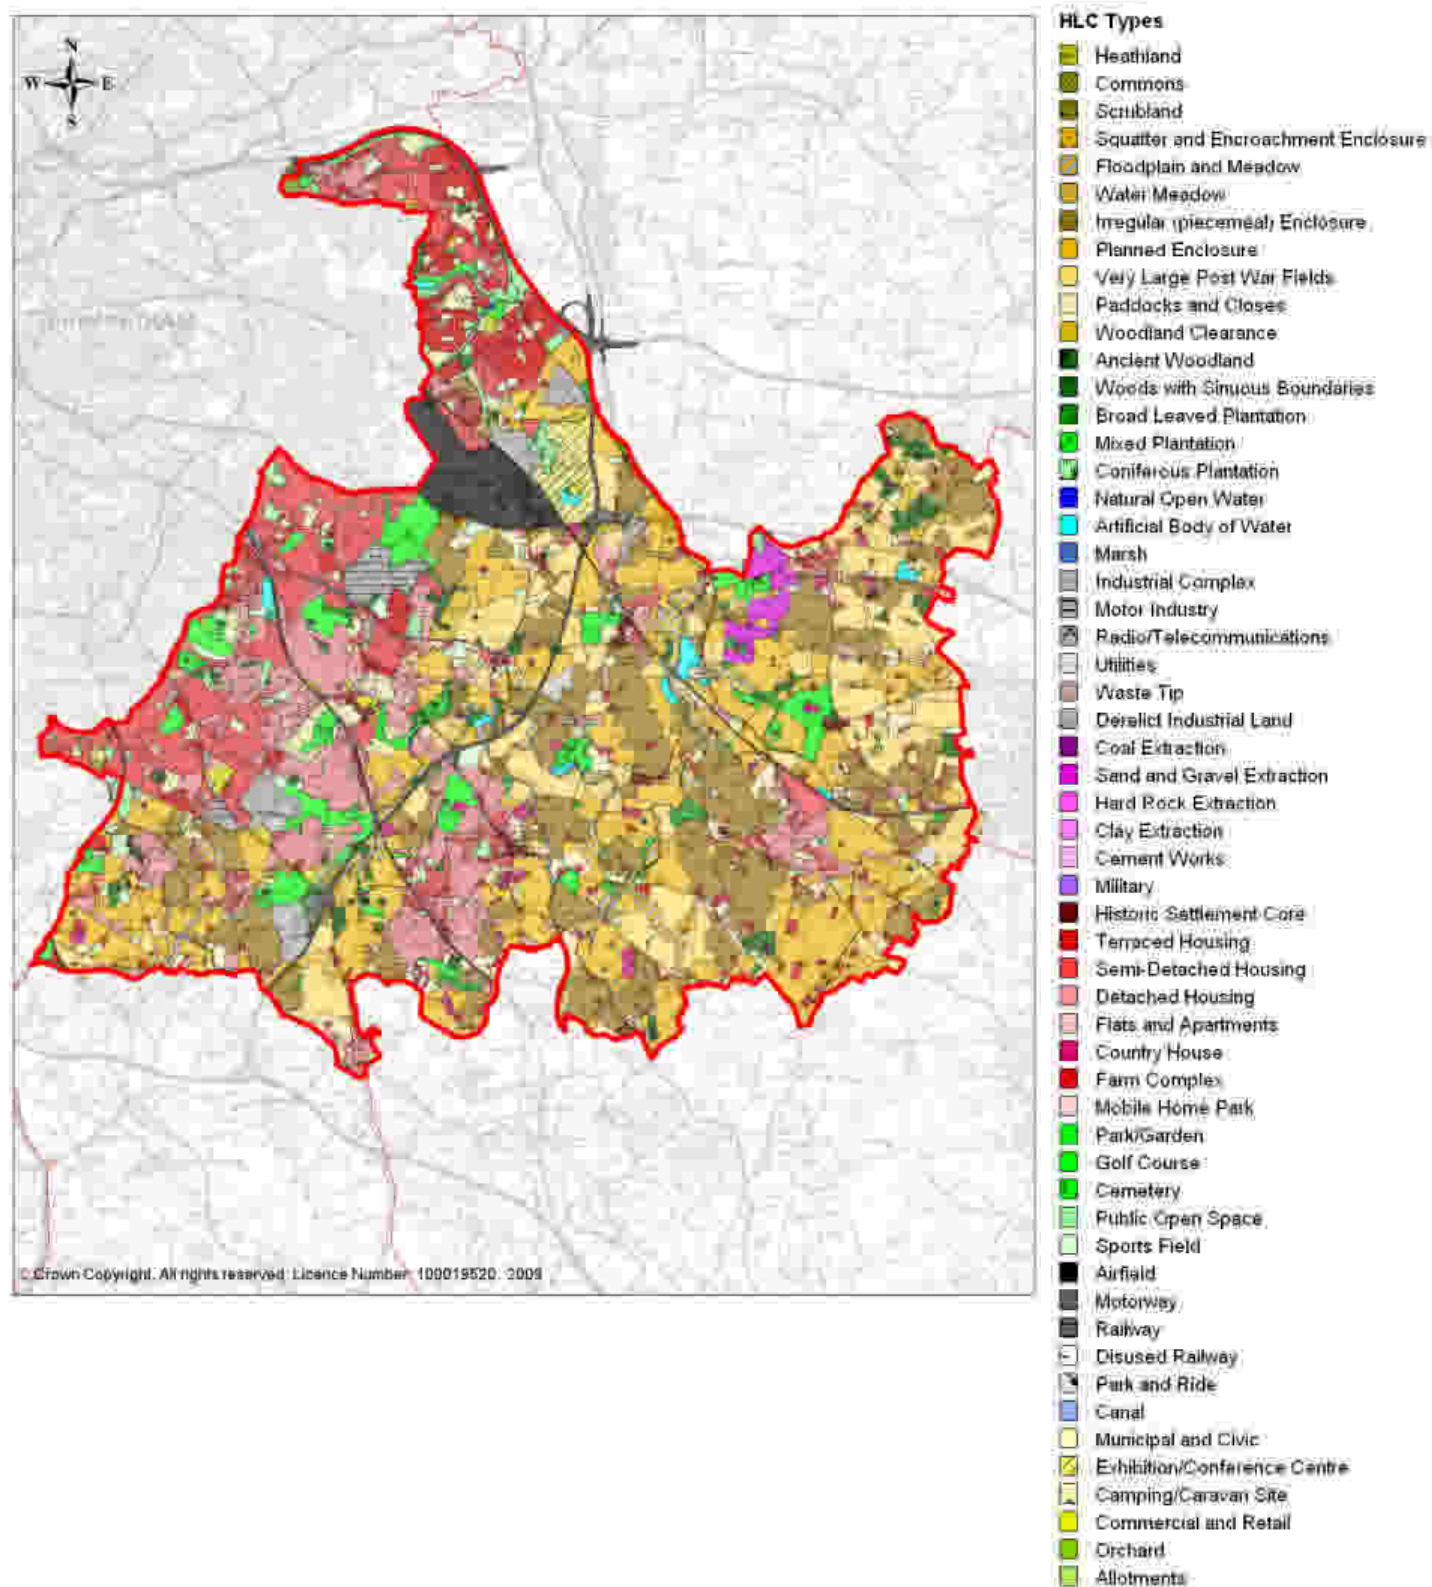 HLC Types
N
W E
S
Heathland
Commons
Scrubland
Squatter and Encroachment Enclosure
Floodplain and Meadow
Water Meadow
Irregular (piecemeal) Enclosure
Planned Enclosure
Very Large Post War Fields
Paddocks and Closes
Woodland Clearance
Ancient Woodland
Woods with Sinuous Boundaries
Broad Leaved Plantation
Mixed Plantation
Coniferous Plantation
Natural Open Water
Artificial Body of Water
Marsh
Industrial Complex
Motor Industry
Radio/Telecommunications
Utilities
Waste Tip
Derelict Industrial Land
Coal Extraction
Sand and Gravel Extraction
Hard Rock Extraction
Clay Extraction
Cement Works
Military
Historic Settlement Core
Terraced Housing
Semi-Detached Housing
Detached Housing
Flats and Apartments
Country House
Farm Complex
Mobile Home Park
Park/Garden
Golf Course
Cemetery
Public Open Space
Sports Field
Airfield
Motorway
Railway
Disused Railway
Park and Ride
Canal
Municipal and Civic
Exhibition/Conference Centre
Camping/Caravan Site
Commercial and Retail
Orchard
Allotments
© Crown Copyright. All rights reserved. Licence Number: 100019520. 2009